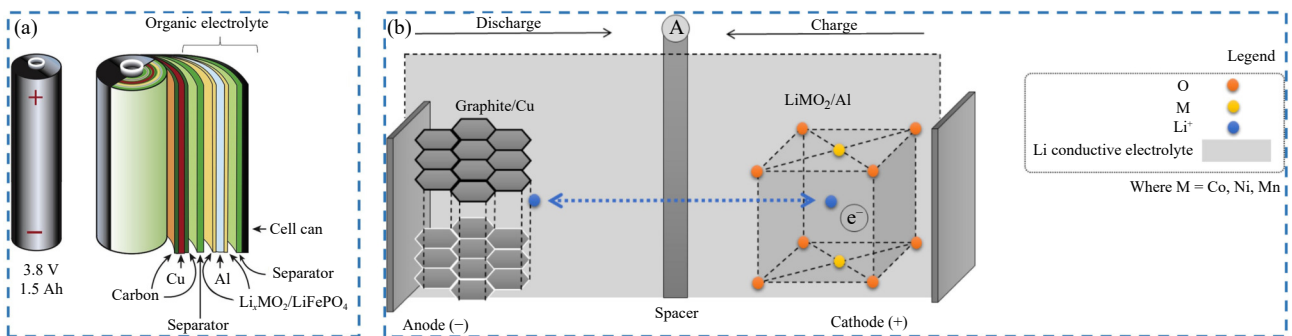 (a)
Organic electrolyte
+
−
3.8 V
1.5 Ah
Cell can
Separator
Cu
Al
Carbon
LiₓMO₂/LiFePO₄
Separator
(b)
Discharge
A
Charge
Graphite/Cu
LiMO₂/Al
e⁻
Anode (−)
Spacer
Cathode (+)
Legend
O
M
Li⁺
Li conductive electrolyte
Where M = Co, Ni, Mn